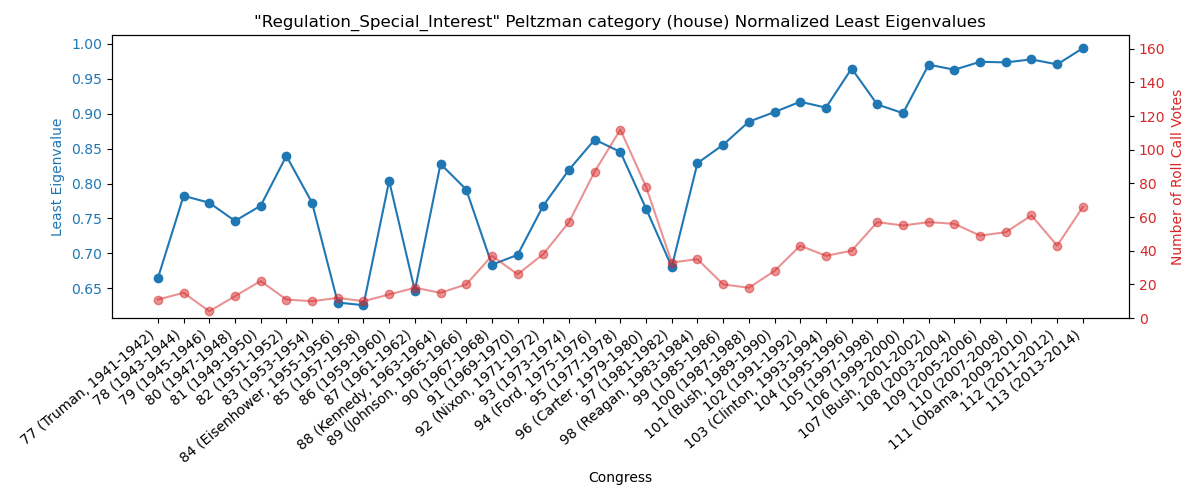 "Regulation_Special_Interest" Peltzman category (house) Normalized Least Eigenvalues
1.00
0.95
0.90
0.85
0.80
0.75
0.70
0.65
Least Eigenvalue
160
140
120
100
80
60
40
20
0
Number of Roll Call Votes
77 (Truman, 1941-1942)
78 (1943-1944)
79 (1945-1946)
80 (1947-1948)
81 (1949-1950)
82 (1951-1952)
83 (1953-1954)
84 (Eisenhower, 1955-1956)
85 (1957-1958)
86 (1959-1960)
87 (1961-1962)
88 (Kennedy, 1963-1964)
89 (Johnson, 1965-1966)
90 (1967-1968)
91 (1969-1970)
92 (Nixon, 1971-1972)
93 (1973-1974)
94 (Ford, 1975-1976)
95 (1977-1978)
96 (Carter, 1979-1980)
97 (1981-1982)
98 (Reagan, 1983-1984)
99 (1985-1986)
100 (1987-1988)
101 (Bush, 1989-1990)
102 (1991-1992)
103 (Clinton, 1993-1994)
104 (1995-1996)
105 (1997-1998)
106 (1999-2000)
107 (Bush, 2001-2002)
108 (2003-2004)
109 (2005-2006)
110 (2007-2008)
111 (Obama, 2009-2010)
112 (2011-2012)
113 (2013-2014)
Congress